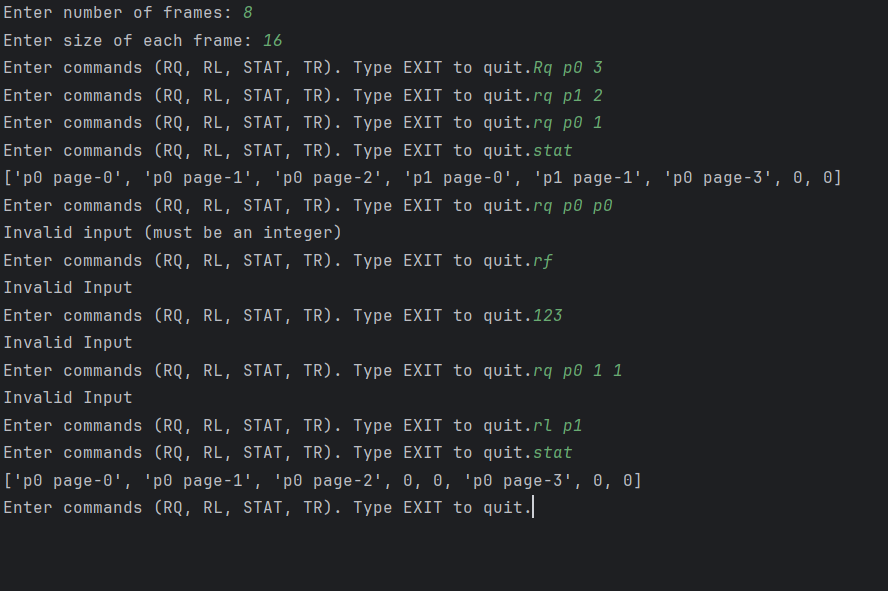 Enter number of frames: 8
Enter size of each frame: 16
Enter commands (RQ, RL, STAT, TR). Type EXIT to quit.Rq p0 3
Enter commands (RQ, RL, STAT, TR). Type EXIT to quit.rq p1 2
Enter commands (RQ, RL, STAT, TR). Type EXIT to quit.rq p0 1
Enter commands (RQ, RL, STAT, TR). Type EXIT to quit.stat
['p0 page-0', 'p0 page-1', 'p0 page-2', 'p1 page-0', 'p1 page-1', 'p0 page-3', 0, 0]
Enter commands (RQ, RL, STAT, TR). Type EXIT to quit.rq p0 p0
Invalid input (must be an integer)
Enter commands (RQ, RL, STAT, TR). Type EXIT to quit.rf
Invalid Input
Enter commands (RQ, RL, STAT, TR). Type EXIT to quit.123
Invalid Input
Enter commands (RQ, RL, STAT, TR). Type EXIT to quit.rq p0 1 1
Invalid Input
Enter commands (RQ, RL, STAT, TR). Type EXIT to quit.rl p1
Enter commands (RQ, RL, STAT, TR). Type EXIT to quit.stat
['p0 page-0', 'p0 page-1', 'p0 page-2', 0, 0, 'p0 page-3', 0, 0]
Enter commands (RQ, RL, STAT, TR). Type EXIT to quit.